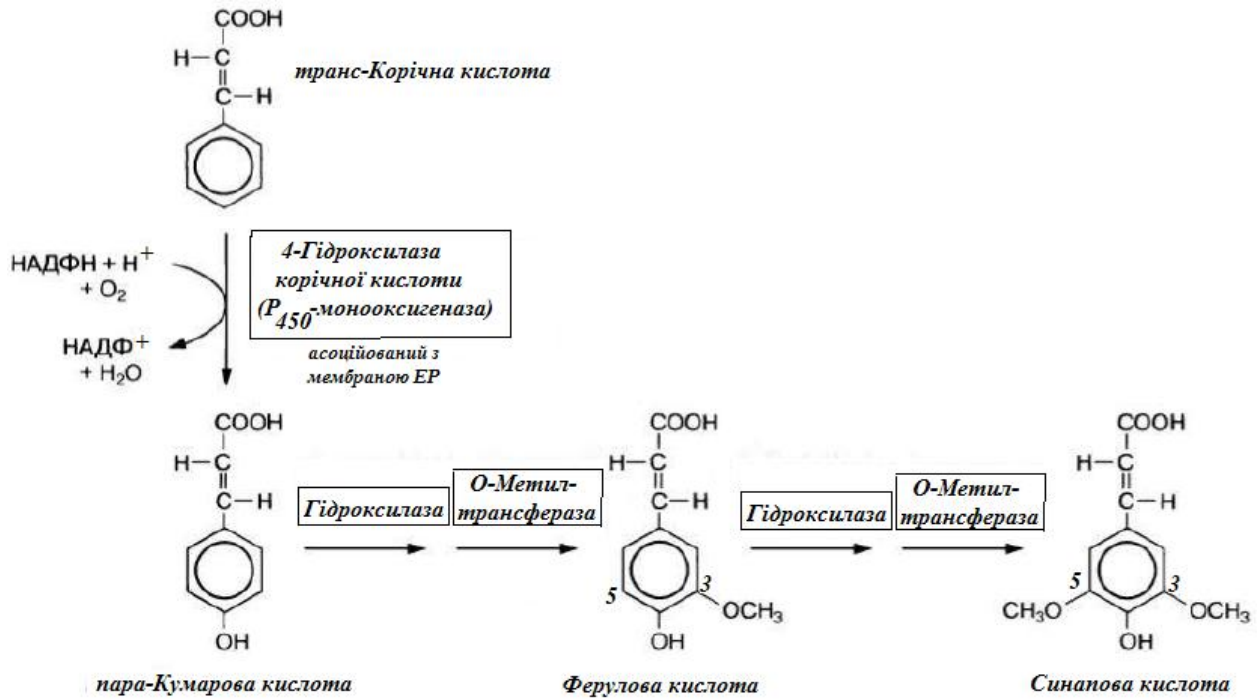 COOH
H–C
C–H
транс-Корічна кислота
НАДФН + H⁺
+ O₂
НАДФ⁺
+ H₂O
4-Гідроксилаза
корічної кислоти
(P₄₅₀-монооксигеназа)
асоційований з
мембраною ЕР
COOH
H–C
C–H
OH
пара-Кумарова кислота
Гідроксилаза
О-Метил-
трансфераза
COOH
H–C
C–H
5
3
OCH₃
OH
Ферулова кислота
Гідроксилаза
О-Метил-
трансфераза
COOH
H–C
C–H
5
3
CH₃O
OCH₃
OH
Синапова кислота